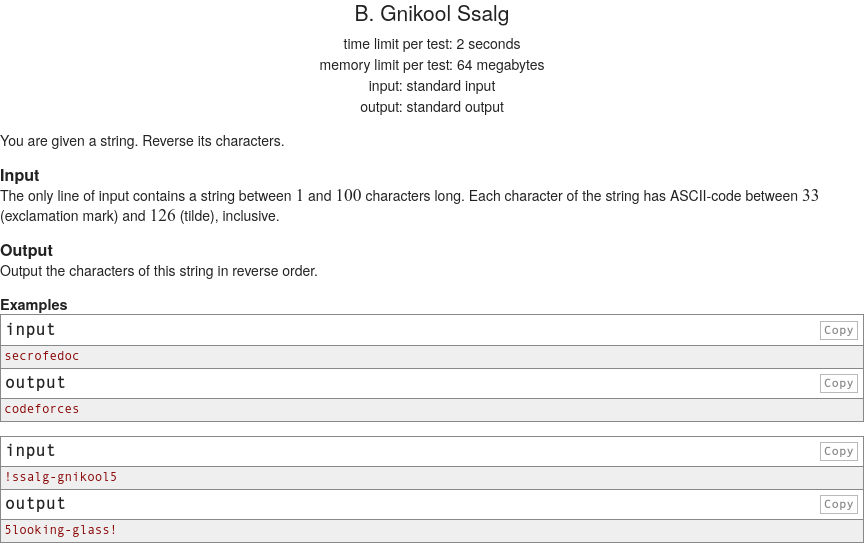 B. Gnikool Ssalg
time limit per test: 2 seconds
memory limit per test: 64 megabytes
input: standard input
output: standard output
You are given a string. Reverse its characters.
Input
The only line of input contains a string between 1 and 100 characters long. Each character of the string has ASCII-code between 33
(exclamation mark) and 126 (tilde), inclusive.
Output
Output the characters of this string in reverse order.
Examples
input Copy
secrofedoc
output Copy
codeforces
input Copy
!ssalg-gnikool5
output Copy
5looking-glass!